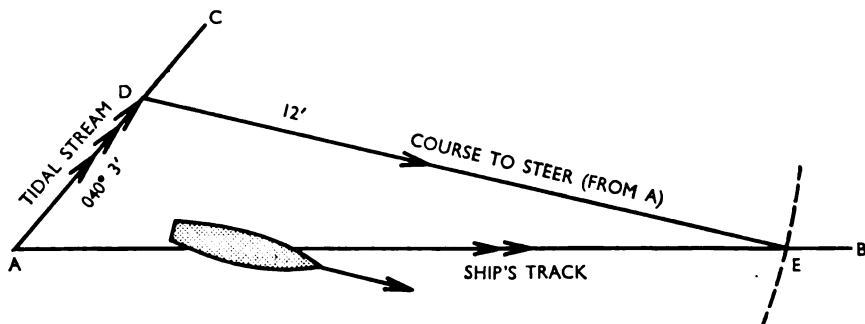 C
D
12'
TIDAL STREAM
040° 3'
COURSE TO STEER (FROM A)
A
SHIP'S TRACK
E
B